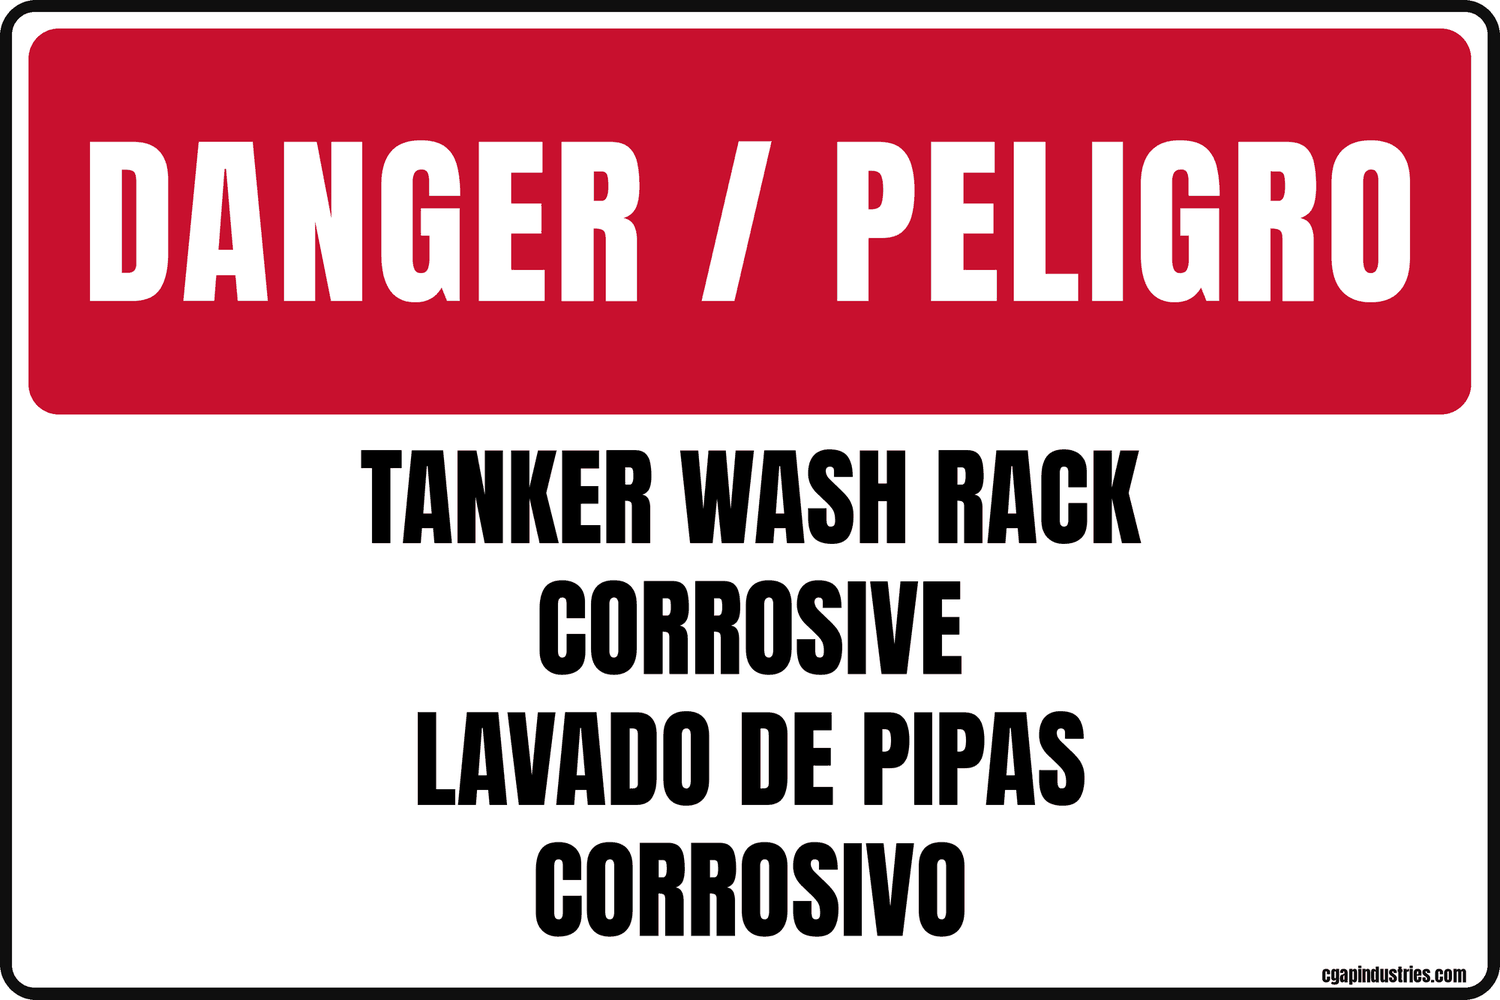 DANGER / PELIGRO
TANKER WASH RACK
CORROSIVE
LAVADO DE PIPAS
CORROSIVO
cgapindustries.com